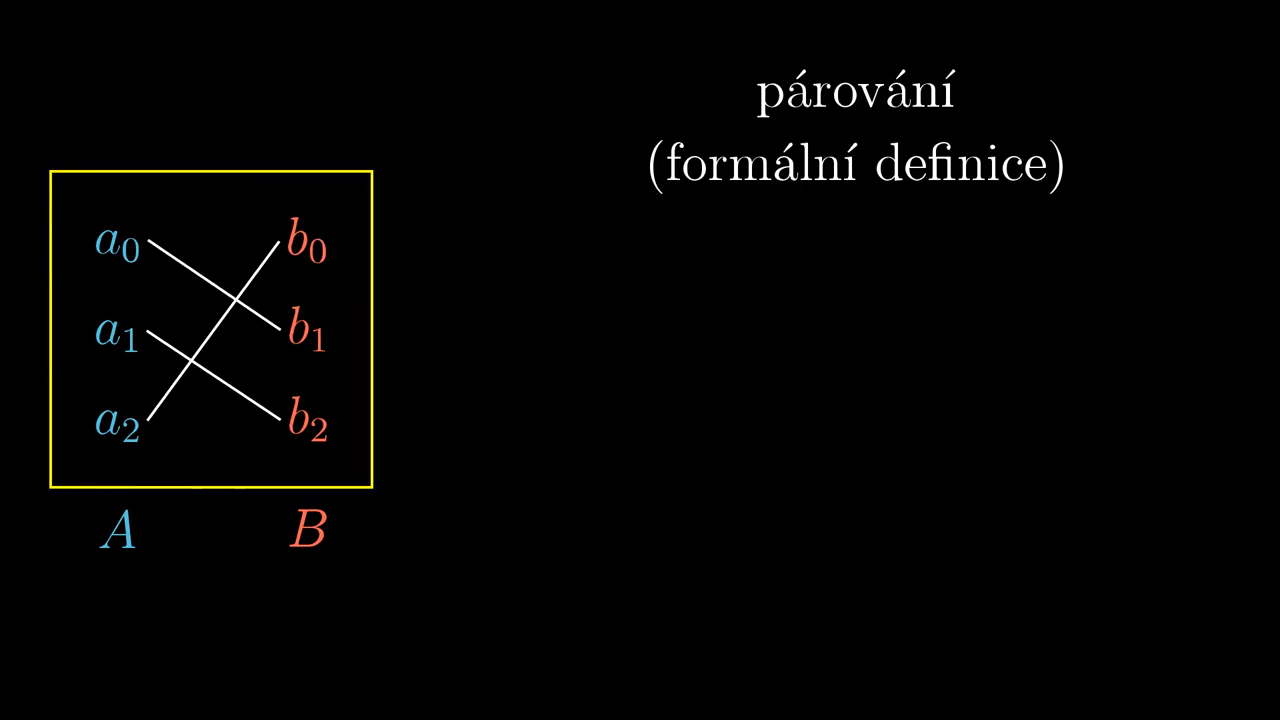 párování
(formální definice)
a₀ b₀
a₁ b₁
a₂ b₂
A B